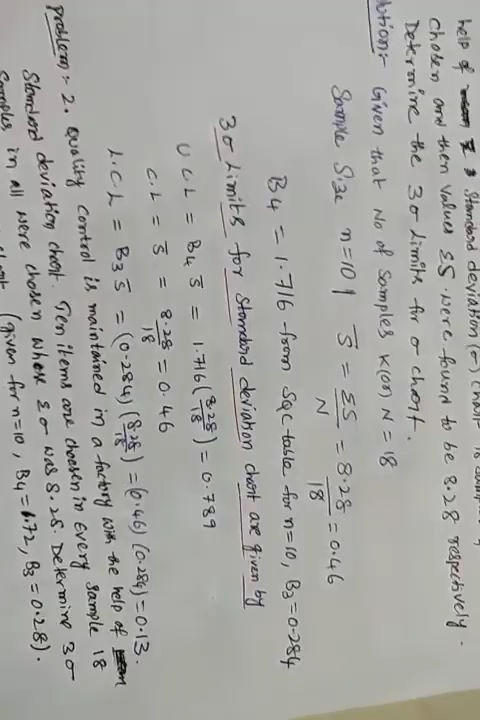 help of Standard deviation (σ) chart
chosen and then values ΣS were found to be 8.28 respectively.
Determine the 3σ Limits for σ chart.
Solution:- Given that No of Samples K(or) N = 18
Sample Size n=10, S̅ = ΣS/N = 8.28/18 = 0.46
B4 = 1.716 from SQC table for n=10, B3=0.284
3σ Limits for Standard deviation chart are given by
UCL = B4 S̅ = 1.716(8.28/18) = 0.789
C.L = S̅ = 8.28/18 = 0.46
L.C.L = B3 S̅ = (0.284)(8.28/18) = (0.46)(0.284) = 0.13.
Problem:- 2. Quality control is maintained in a factory with the help of
Standard deviation chart. Ten items are choosen in every sample 18
Samples in all were chosen whose Σσ was 8.28. Determine 3σ
chart (given for n=10, B4=1.72, B3=0.28).